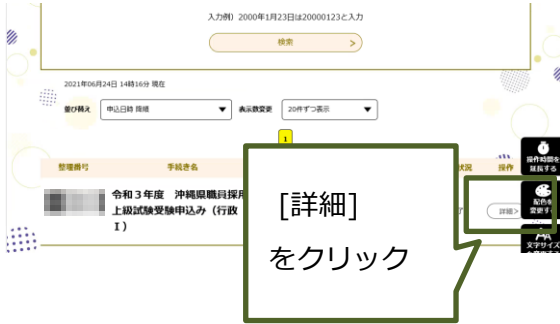 入力例）2000年1月23日は20000123と入力
検索 >
2021年06月24日 14時16分 現在
並び替え 申込日時 降順 ▼ 表示数変更 20件ずつ表示 ▼
1
整理番号 手続き名 状況 操作
令和３年度　沖縄県職員採用
上級試験受験申込み（行政
Ⅰ）
了
詳細>
[詳細]
をクリック
操作時間を
延長する
配色を
変更する
文字サイズ